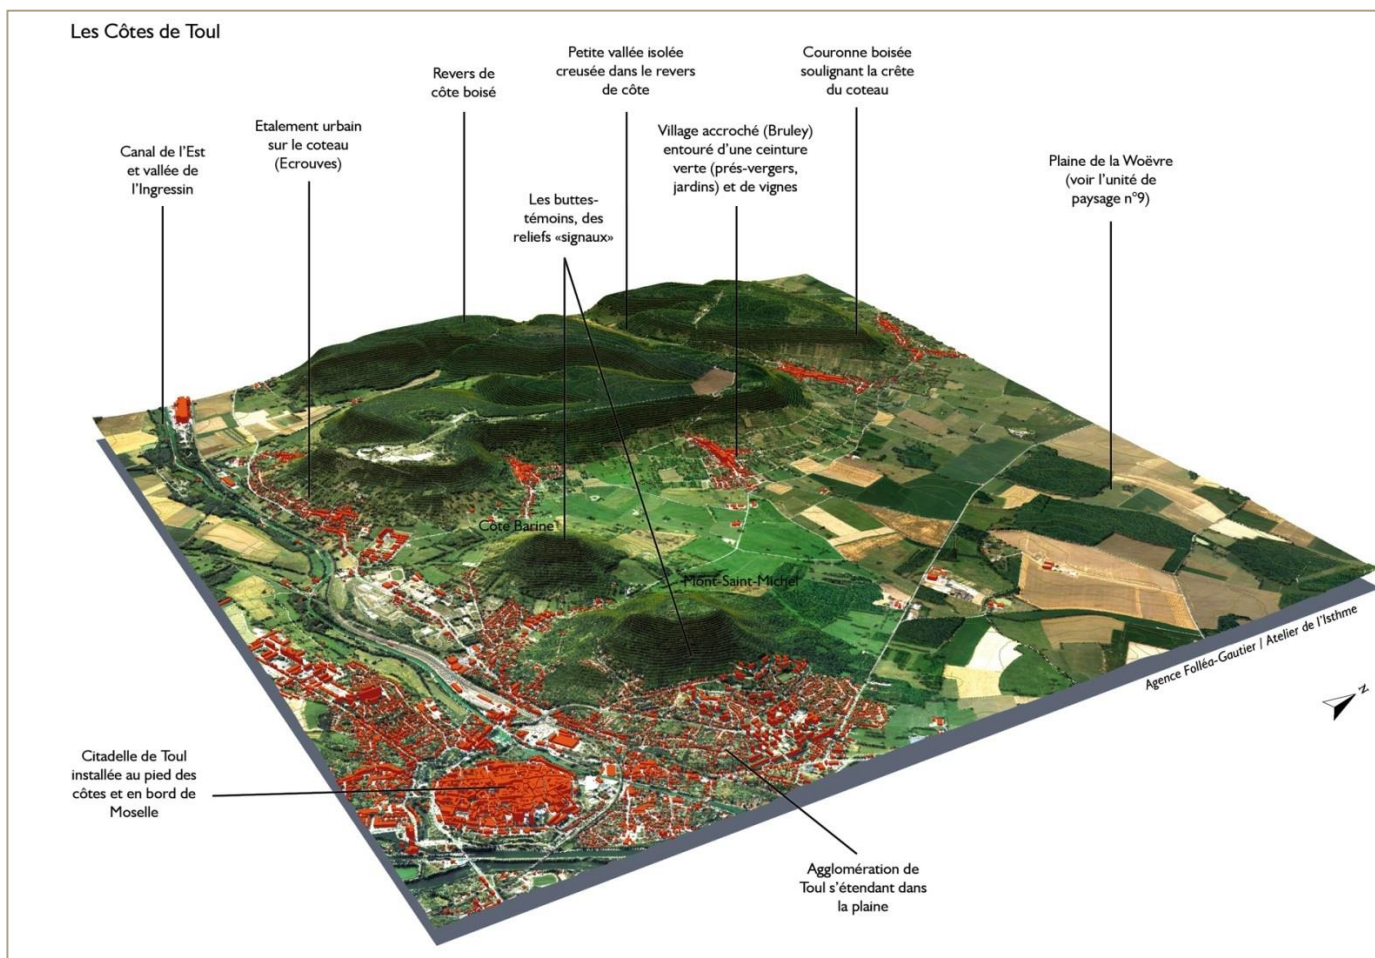 Les Côtes de Toul
Petite vallée isolée
creusée dans le revers
de côte
Couronne boisée
soulignant la crête
du coteau
Revers de
côte boisé
Etalement urbain
sur le coteau
(Ecrouves)
Village accroché (Bruley)
entouré d'une ceinture
verte (prés-vergers,
jardins) et de vignes
Canal de l'Est
et vallée de
l'Ingressin
Plaine de la Woëvre
(voir l'unité de
paysage n°9)
Les buttes-
témoins, des
reliefs «signaux»
Côte Barine
Mont-Saint-Michel
Agence Folléa-Gautier | Atelier de l'Isthme
N
Citadelle de Toul
installée au pied des
côtes et en bord de
Moselle
Agglomération de
Toul s'étendant dans
la plaine